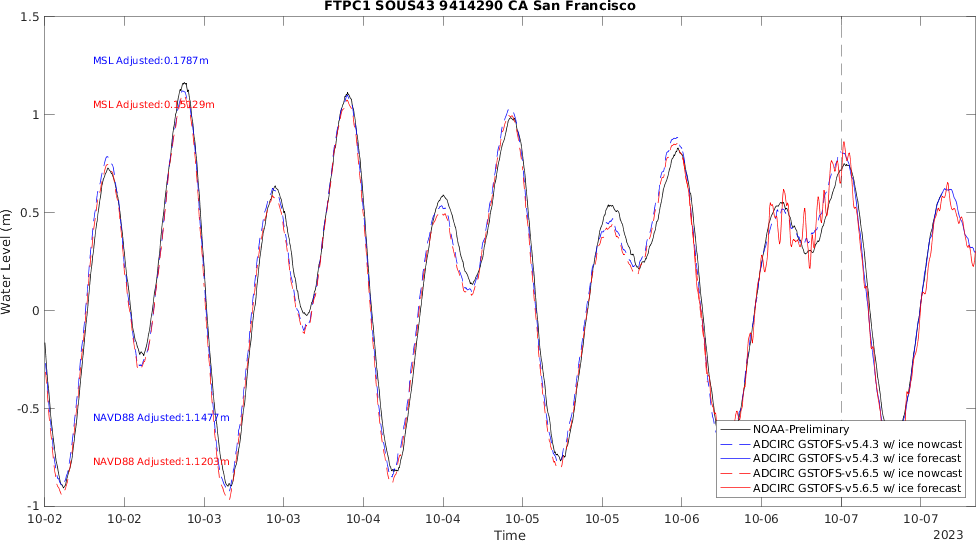 FTPC1 SOUS43 9414290 CA San Francisco
1.5
MSL Adjusted:0.1787m
MSL Adjusted:0.15129m
1
0.5
0
-0.5
-1
Water Level (m)
NAVD88 Adjusted:1.1477m
NAVD88 Adjusted:1.1203m
NOAA-Preliminary
ADCIRC GSTOFS-v5.4.3 w/ ice nowcast
ADCIRC GSTOFS-v5.4.3 w/ ice forecast
ADCIRC GSTOFS-v5.6.5 w/ ice nowcast
ADCIRC GSTOFS-v5.6.5 w/ ice forecast
10-02 10-02 10-03 10-03 10-04 10-04 10-05 10-05 10-06 10-06 10-07 10-07
Time
2023